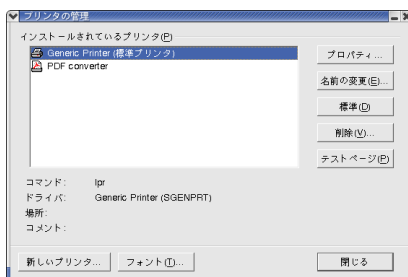 プリンタの管理
インストールされているプリンタ(P)
Generic Printer (標準プリンタ)
PDF converter
プロパティ...
名前の変更(E)...
標準(D)
削除(V)...
テストページ(P)
コマンド: lpr
ドライバ: Generic Printer (SGENPRT)
場所:
コメント:
新しいプリンタ...
フォント(T)...
閉じる